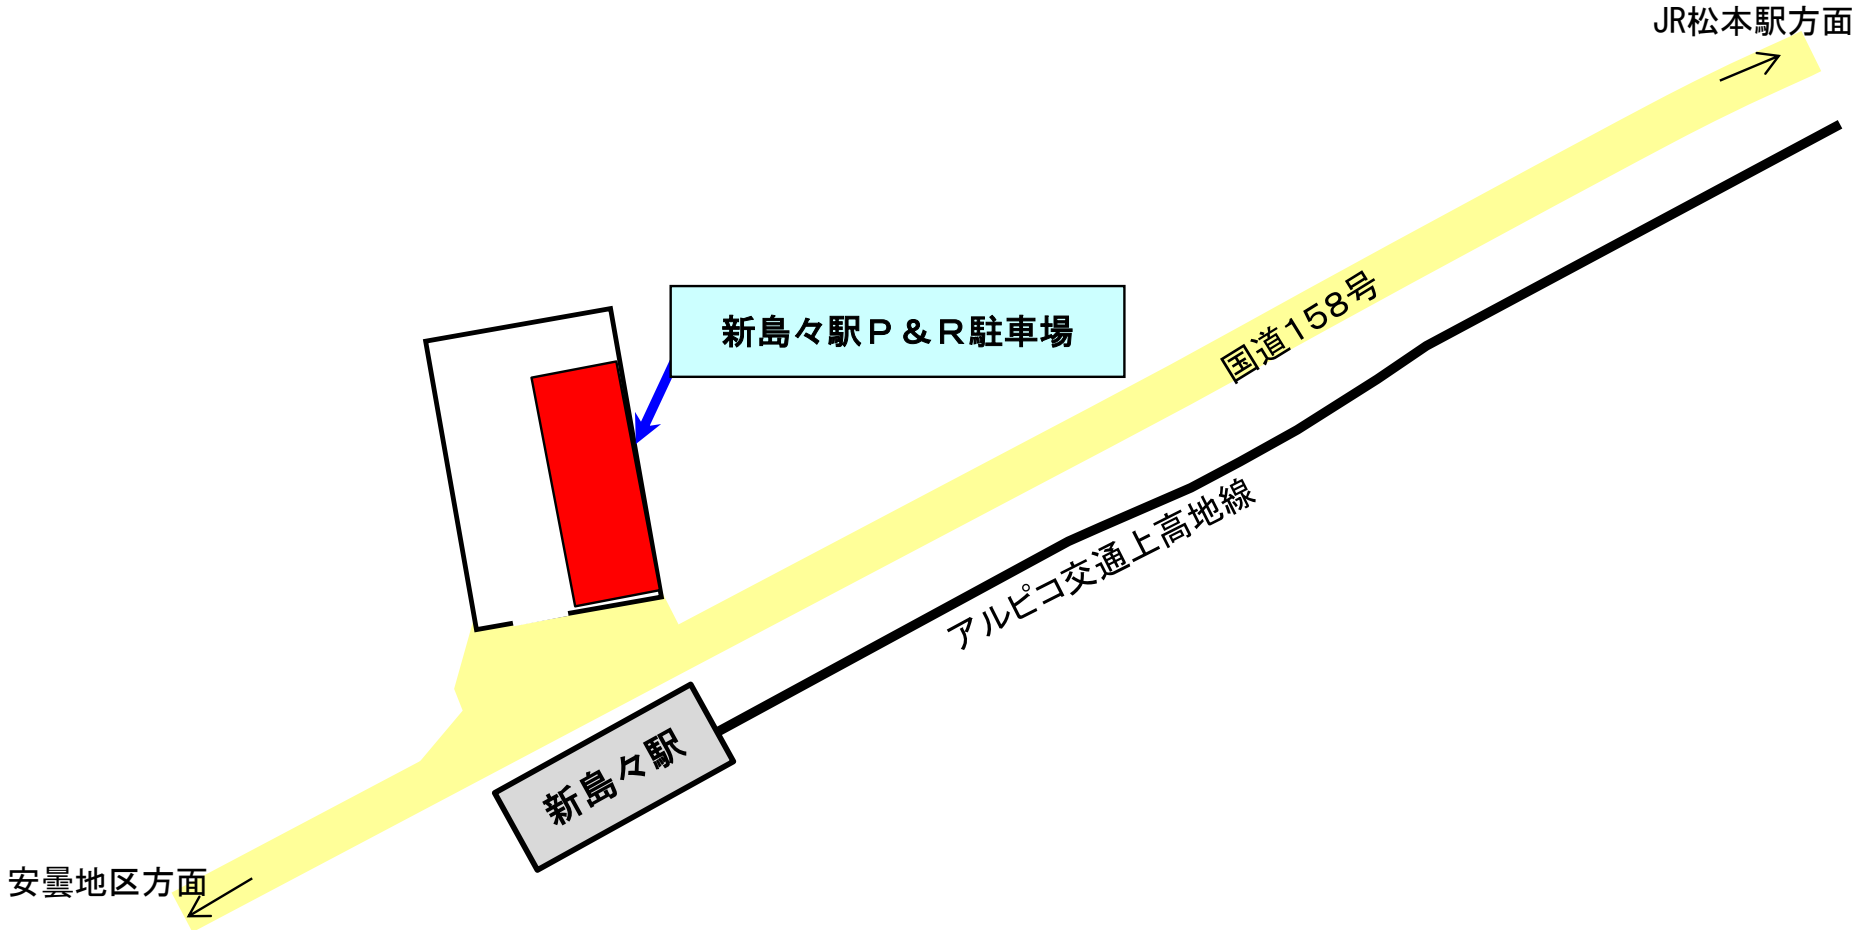 JR松本駅方面
国道158号
新島々駅Ｐ＆Ｒ駐車場
アルピコ交通上高地線
新島々駅
安曇地区方面